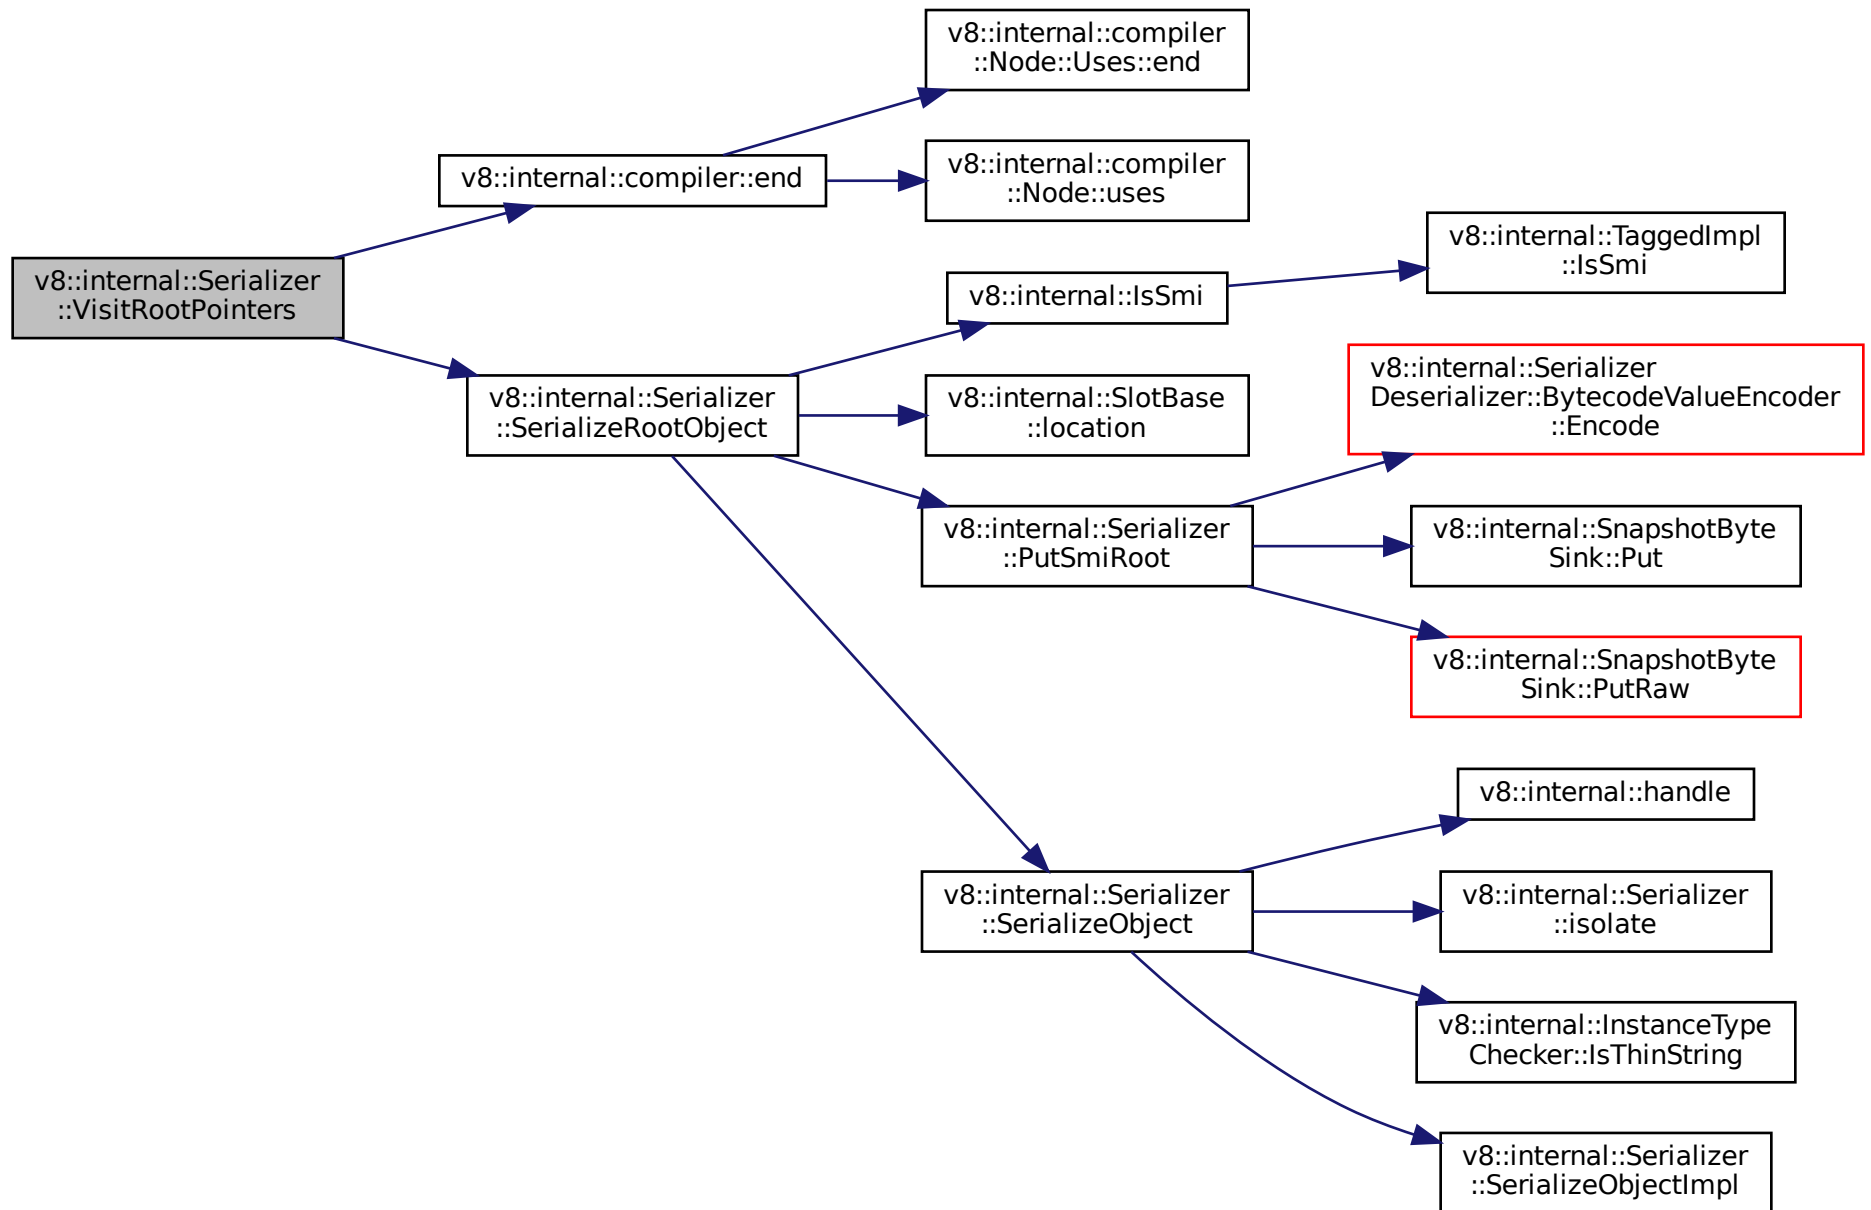 v8::internal::compiler
::Node::Uses::end
v8::internal::compiler::end
v8::internal::compiler
::Node::uses
v8::internal::Serializer
::VisitRootPointers
v8::internal::TaggedImpl
::IsSmi
v8::internal::IsSmi
v8::internal::Serializer
::SerializeRootObject
v8::internal::SlotBase
::location
v8::internal::Serializer
Deserializer::BytecodeValueEncoder
::Encode
v8::internal::Serializer
::PutSmiRoot
v8::internal::SnapshotByte
Sink::Put
v8::internal::SnapshotByte
Sink::PutRaw
v8::internal::handle
v8::internal::Serializer
::SerializeObject
v8::internal::Serializer
::isolate
v8::internal::InstanceType
Checker::IsThinString
v8::internal::Serializer
::SerializeObjectImpl